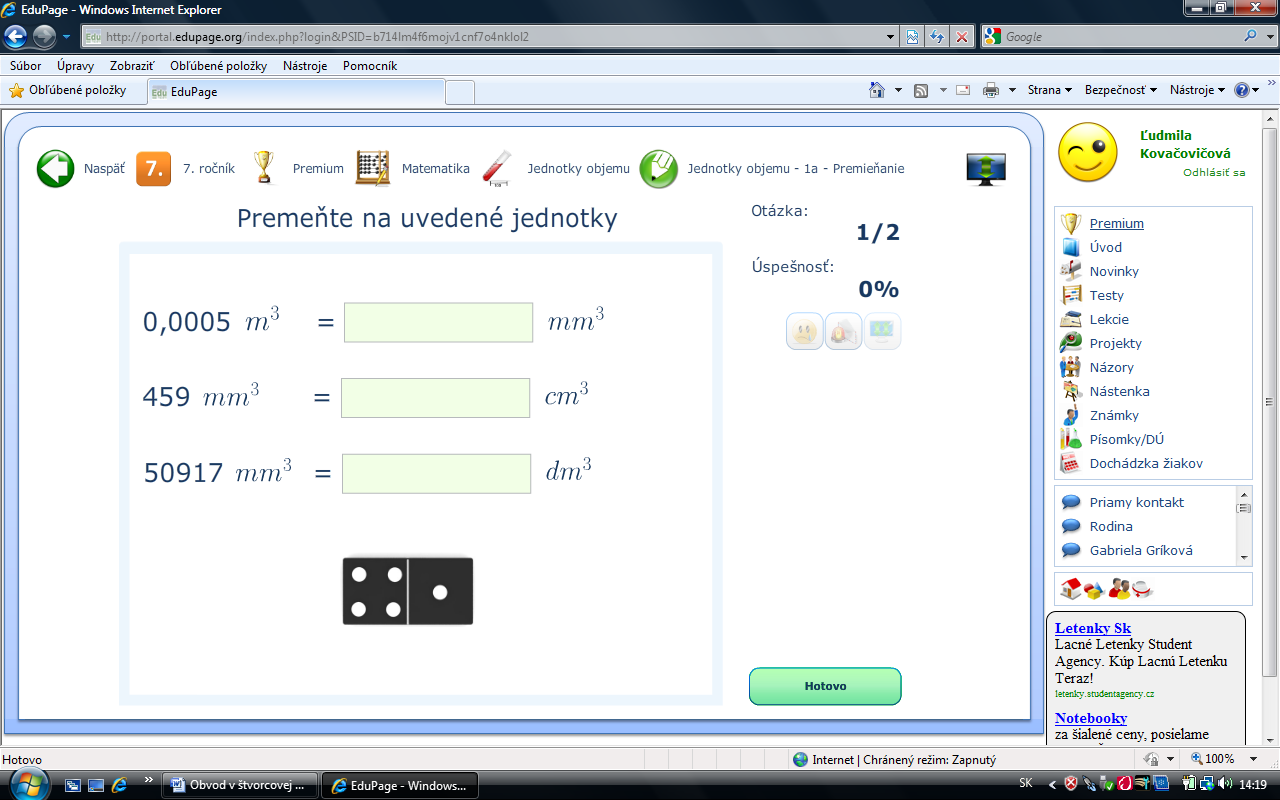 EduPage - Windows Internet Explorer
http://portal.edupage.org/index.php?login&PSID=b714lm4f6mojv1cnf7o4nklol2
Google
Súbor Úpravy Zobraziť Obľúbené položky Nástroje Pomocník
Obľúbené položky EduPage Strana Bezpečnosť Nástroje
Naspäť 7. 7. ročník Premium Matematika Jednotky objemu Jednotky objemu - 1a - Premieňanie
Premeňte na uvedené jednotky
0,0005 m³ = mm³
459 mm³ = cm³
50917 mm³ = dm³
Otázka:
1/2
Úspešnosť:
0%
Hotovo
Ľudmila
Kovačovičová
Odhlásiť sa
Premium
Úvod
Novinky
Testy
Lekcie
Projekty
Názory
Nástenka
Známky
Písomky/DÚ
Dochádzka žiakov
Priamy kontakt
Rodina
Gabriela Gríková
Letenky Sk
Lacné Letenky Student
Agency. Kúp Lacnú Letenku
Teraz!
letenky.studentagency.cz
Notebooky
za šialené ceny, posielame
Hotovo Internet | Chránený režim: Zapnutý 100%
Obvod v štvorcovej ... EduPage - Windows... SK 14:19